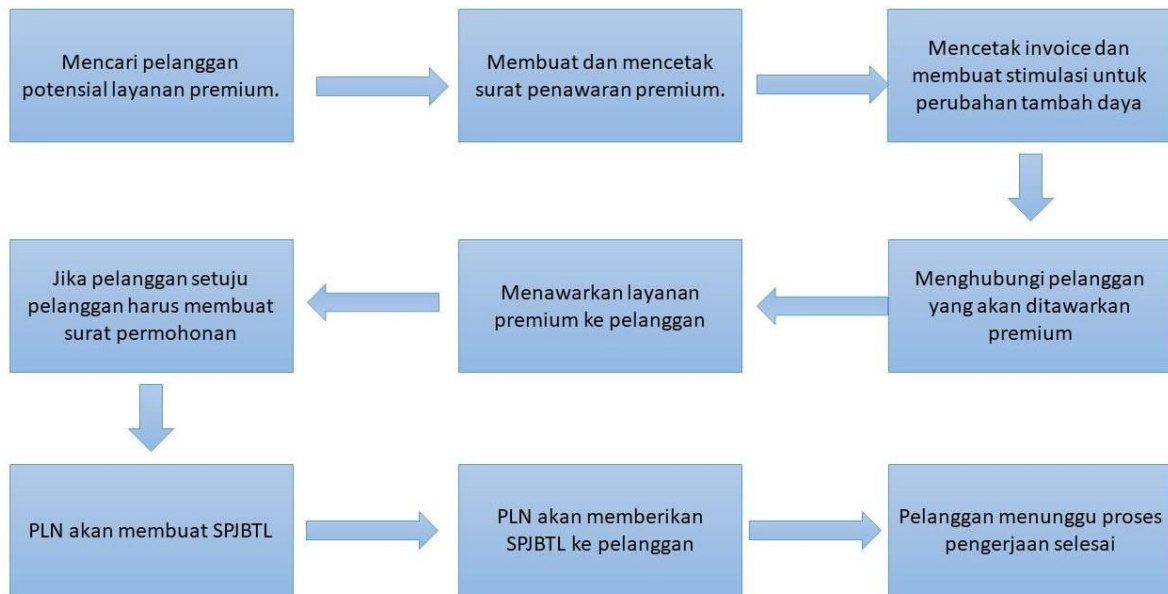 Mencari pelanggan
potensial layanan premium.
Membuat dan mencetak
surat penawaran premium.
Mencetak invoice dan
membuat stimulasi untuk
perubahan tambah daya
Menghubungi pelanggan
yang akan ditawarkan
premium
Menawarkan layanan
premium ke pelanggan
Jika pelanggan setuju
pelanggan harus membuat
surat permohonan
PLN akan membuat SPJBTL
PLN akan memberikan
SPJBTL ke pelanggan
Pelanggan menunggu proses
pengerjaan selesai